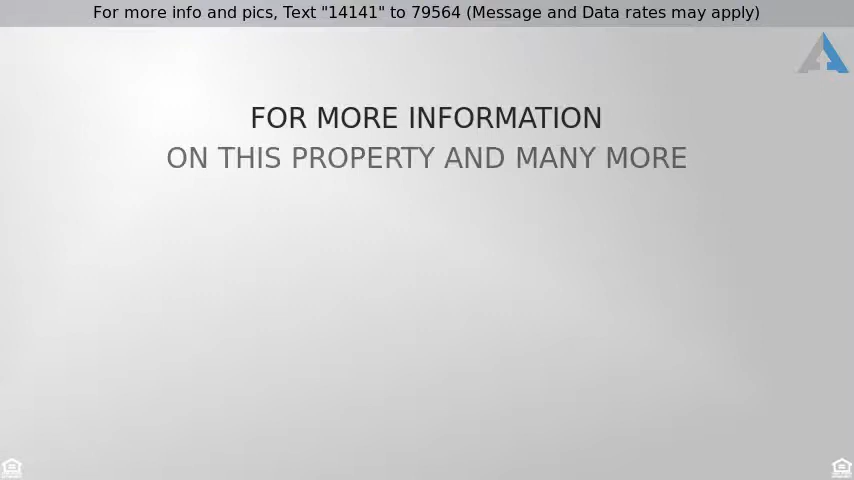 For more info and pics, Text "14141" to 79564 (Message and Data rates may apply)
FOR MORE INFORMATION
ON THIS PROPERTY AND MANY MORE